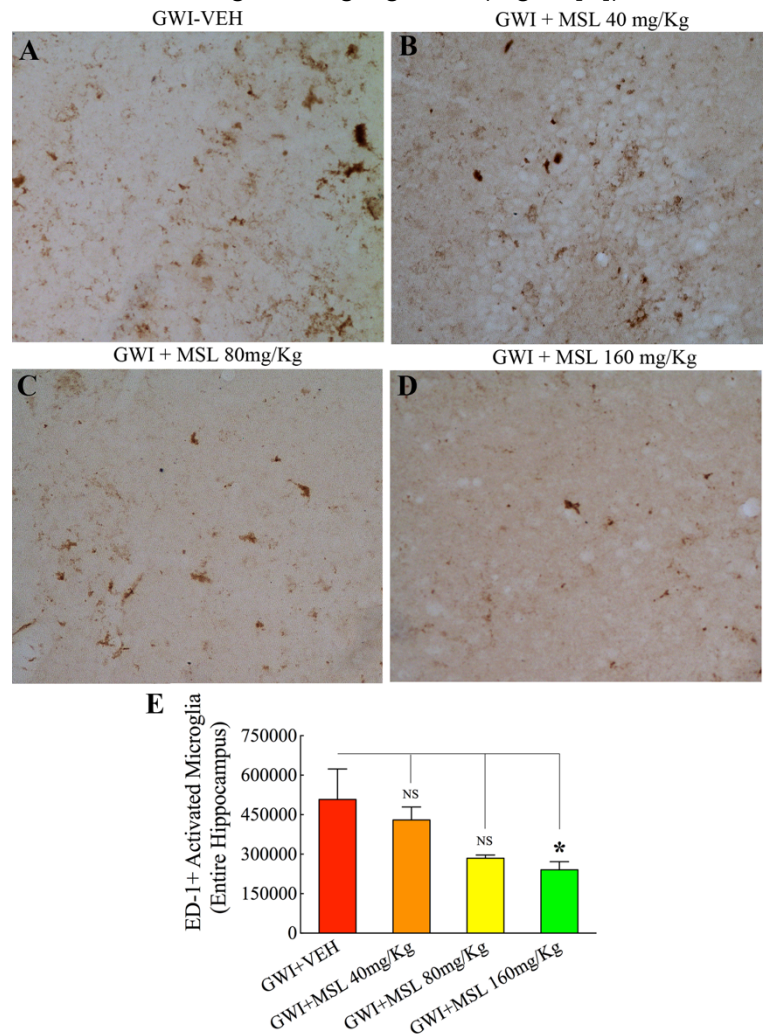 GWI-VEH
GWI + MSL 40 mg/Kg
A
B
GWI + MSL 80mg/Kg
GWI + MSL 160 mg/Kg
C
D
E
ED-1+ Activated Microglia
(Entire Hippocampus)
750000
600000
450000
300000
150000
0
NS
NS
*
GWI+VEH
GWI+MSL 40mg/Kg
GWI+MSL 80mg/Kg
GWI+MSL 160mg/Kg